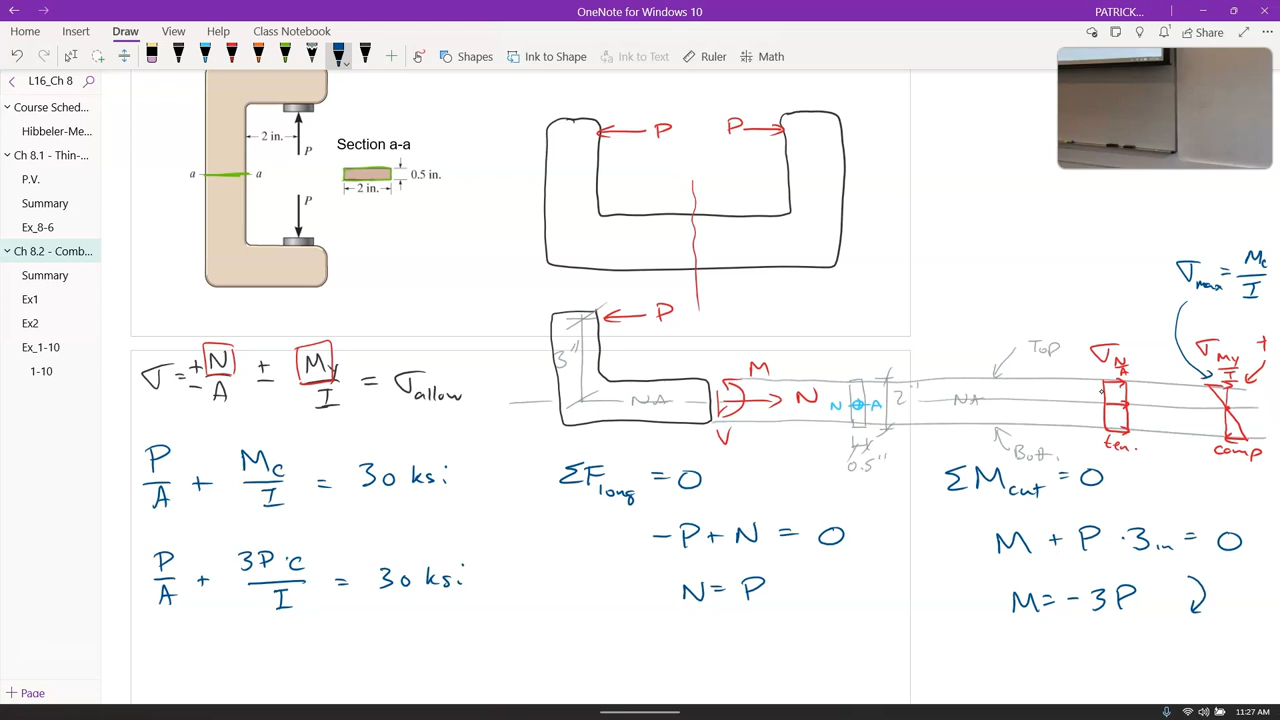 OneNote for Windows 10
PATRICK...
Home
Insert
Draw
View
Help
Class Notebook
Share
Shapes
Ink to Shape
Ink to Text
Ruler
Math
L16_Ch 8
Course Sched...
Hibbeler-Me...
Ch 8.1 - Thin-...
P.V.
Summary
Ex_8-6
Ch 8.2 - Comb...
Summary
Ex1
Ex2
Ex_1-10
1-10
Page
2 in.
P
a
a
P
Section a-a
0.5 in.
2 in.
P
P
P
3"
NA
M
N
V
N A
2"
0.5"
NA
Top
Bott.
σ N/A
ten.
σ My/I
+
comp
σmax = Mc/I
σ = ± N/A ± My/I = σallow
P/A + Mc/I = 30 ksi
P/A + 3P·c/I = 30 ksi
ΣFlong = 0
-P + N = 0
N = P
ΣMcut = 0
M + P · 3in = 0
M = -3P
11:27 AM